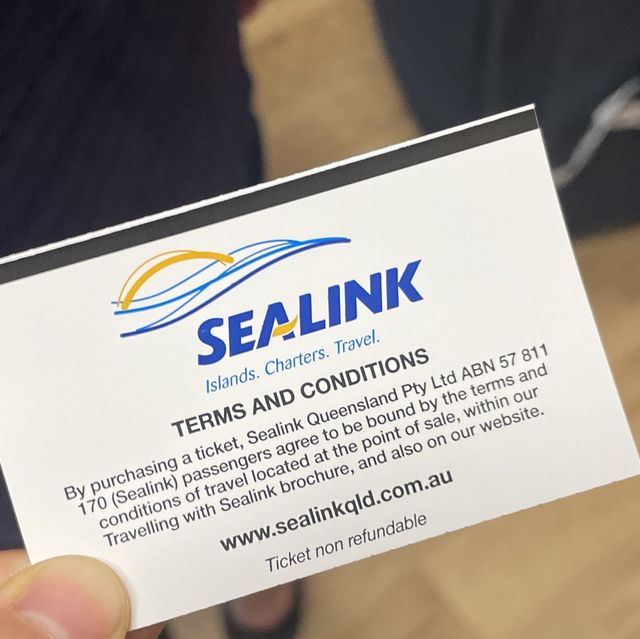 SEALINK
Islands. Charters. Travel.
TERMS AND CONDITIONS
By purchasing a ticket, Sealink Queensland Pty Ltd ABN 57 811
170 (Sealink) passengers agree to be bound by the terms and
conditions of travel located at the point of sale, within our
Travelling with Sealink brochure, and also on our website.
www.sealinkqld.com.au
Ticket non refundable